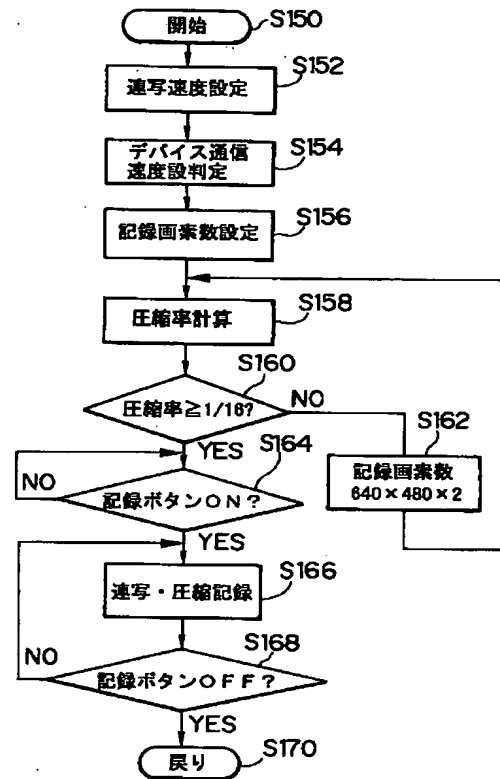 開始
S150
連写速度設定
S152
デバイス通信
速度設判定
S154
記録画素数設定
S156
圧縮率計算
S158
圧縮率≧1/16?
S160
NO
YES
記録画素数
640×480×2
S162
記録ボタンON?
S164
NO
YES
連写・圧縮記録
S166
記録ボタンOFF?
S168
NO
YES
戻り
S170